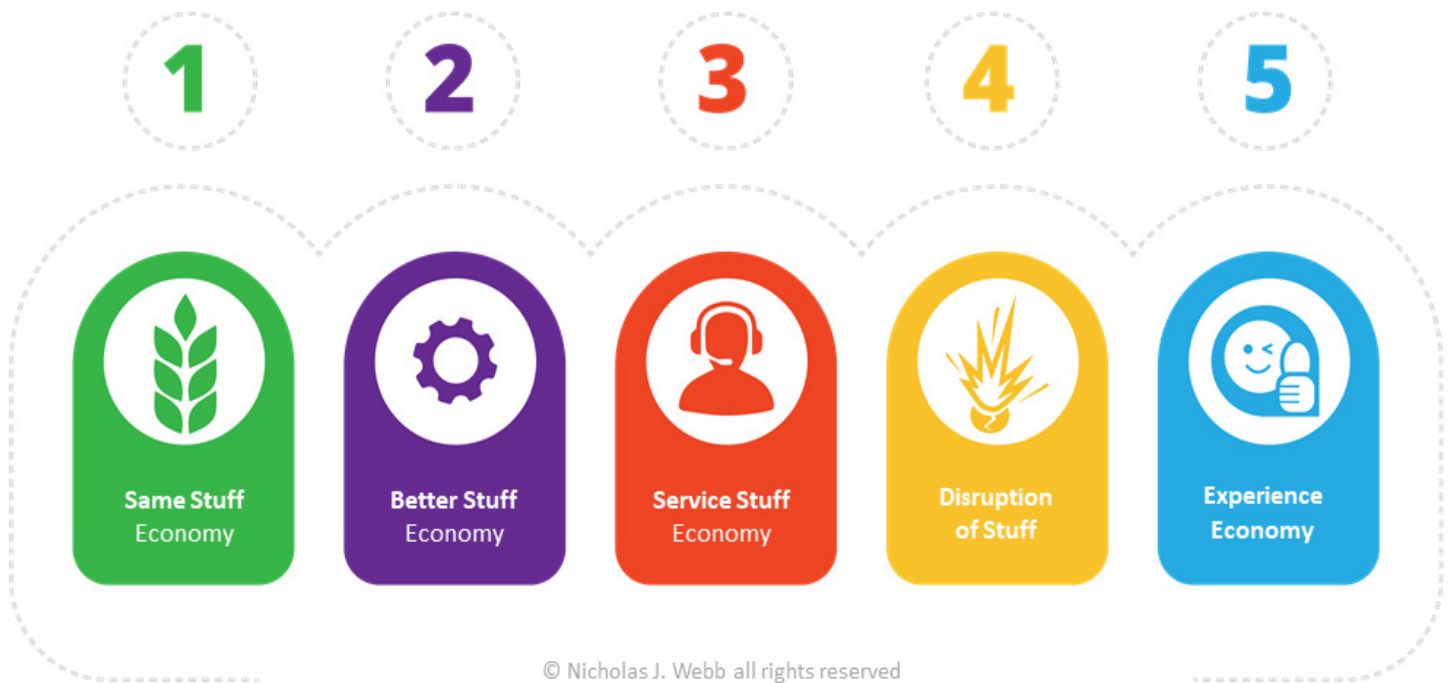 1
2
3
4
5
Same Stuff
Economy
Better Stuff
Economy
Service Stuff
Economy
Disruption
of Stuff
Experience
Economy
© Nicholas J. Webb all rights reserved